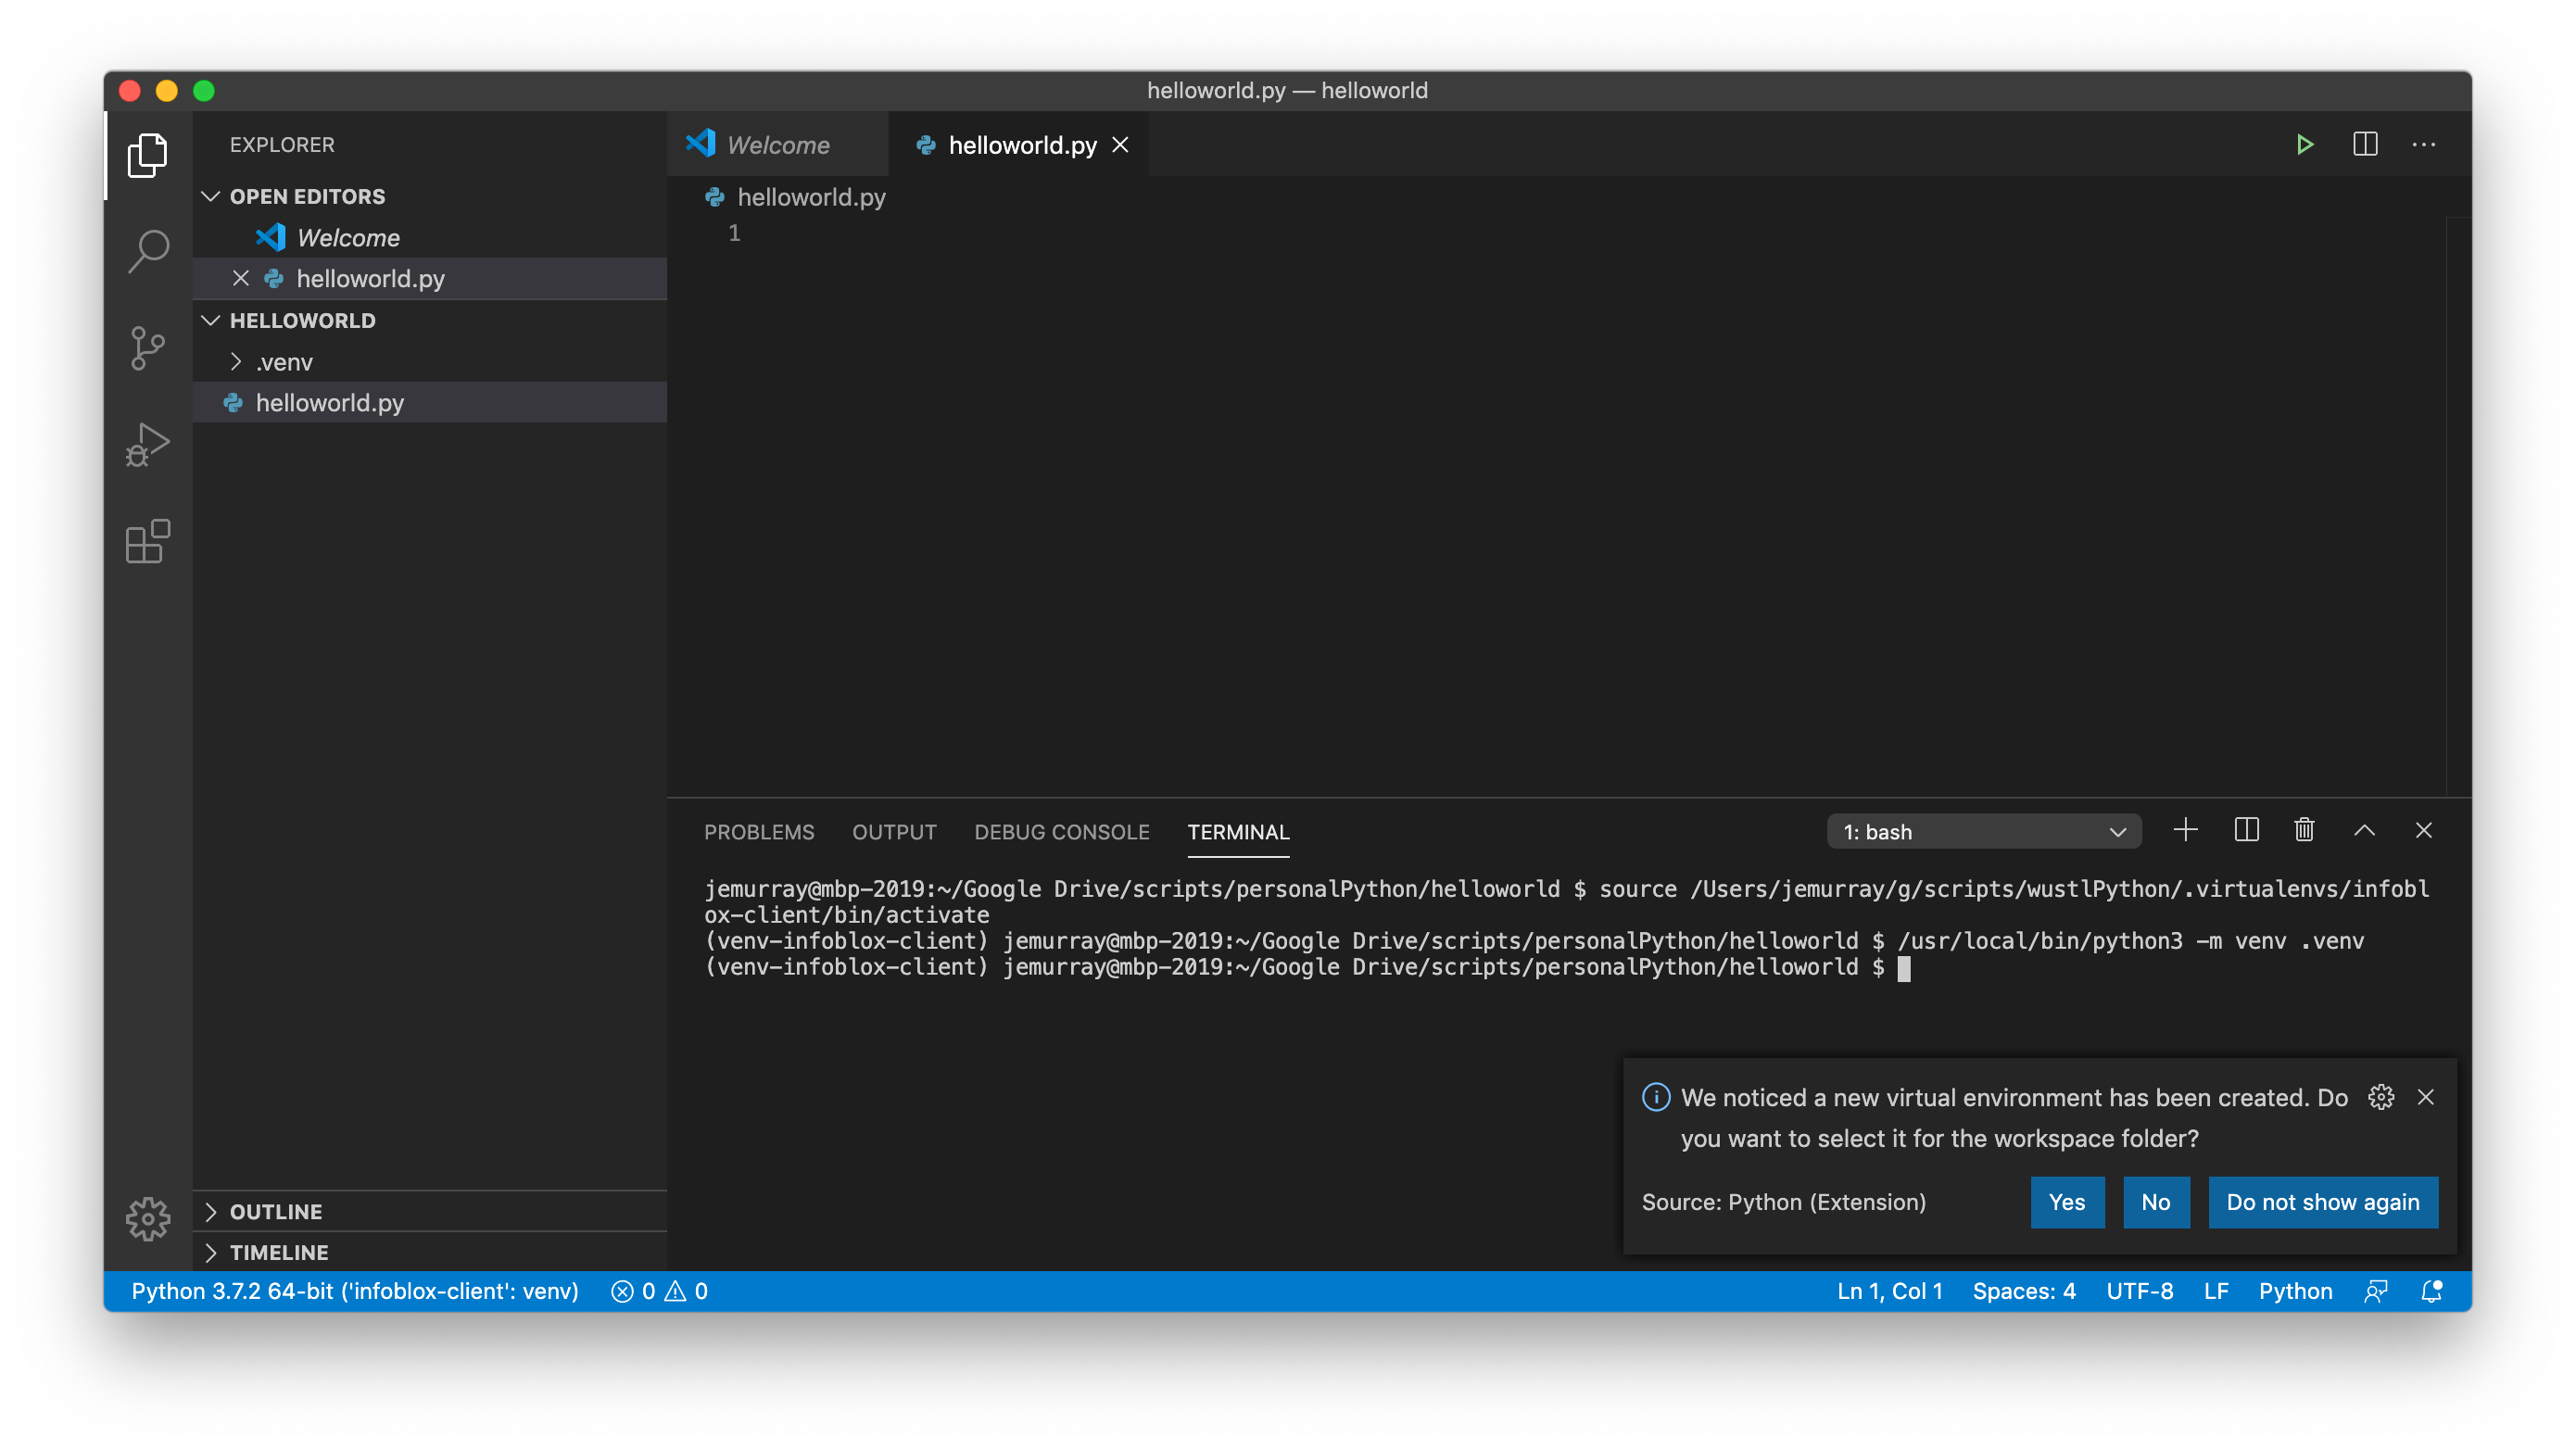 helloworld.py — helloworld
EXPLORER
OPEN EDITORS
Welcome
helloworld.py
HELLOWORLD
.venv
helloworld.py
OUTLINE
TIMELINE
Welcome
helloworld.py
helloworld.py
1
PROBLEMS
OUTPUT
DEBUG CONSOLE
TERMINAL
1: bash
jemurray@mbp-2019:~/Google Drive/scripts/personalPython/helloworld $ source /Users/jemurray/g/scripts/wustlPython/.virtualenvs/infobl
ox-client/bin/activate
(venv-infoblox-client) jemurray@mbp-2019:~/Google Drive/scripts/personalPython/helloworld $ /usr/local/bin/python3 -m venv .venv
(venv-infoblox-client) jemurray@mbp-2019:~/Google Drive/scripts/personalPython/helloworld $
We noticed a new virtual environment has been created. Do
you want to select it for the workspace folder?
Source: Python (Extension)
Yes
No
Do not show again
Python 3.7.2 64-bit ('infoblox-client': venv)
0
0
Ln 1, Col 1
Spaces: 4
UTF-8
LF
Python